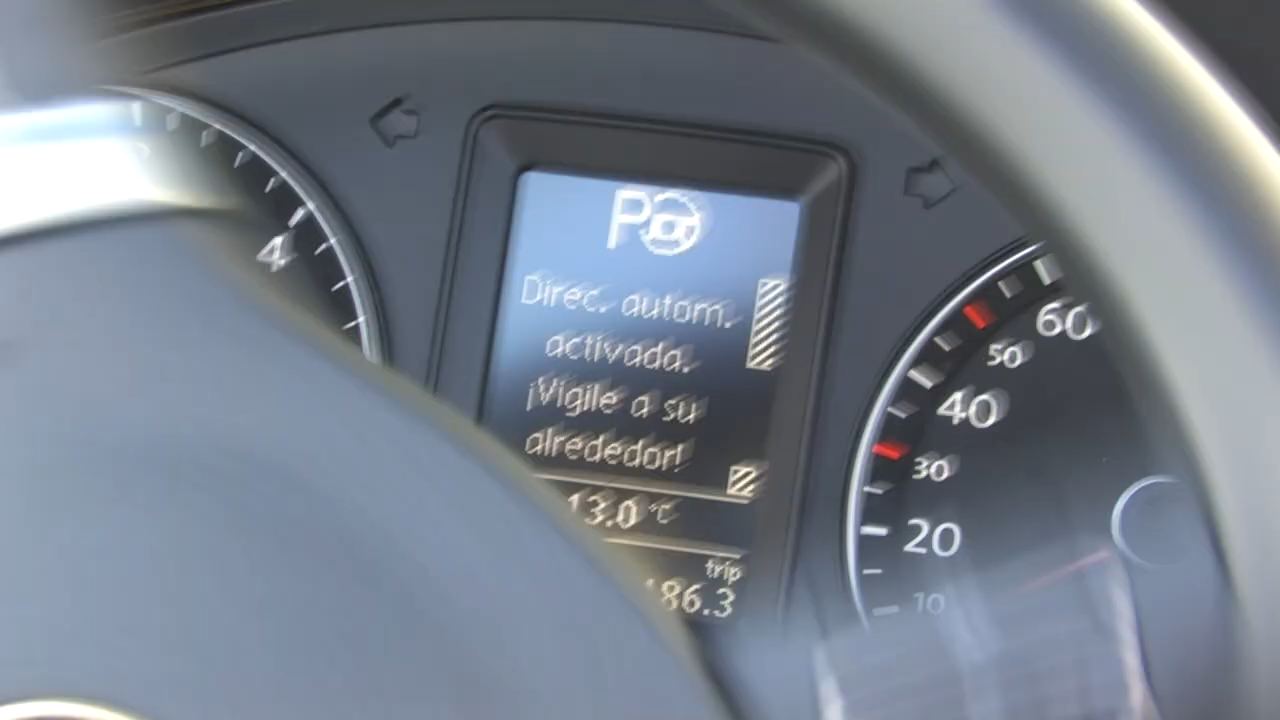 P
Direc. autom.
activada.
¡Vigile a su
alrededor!
13.0 °C
trip
86.3
4
60
50
40
30
20
10